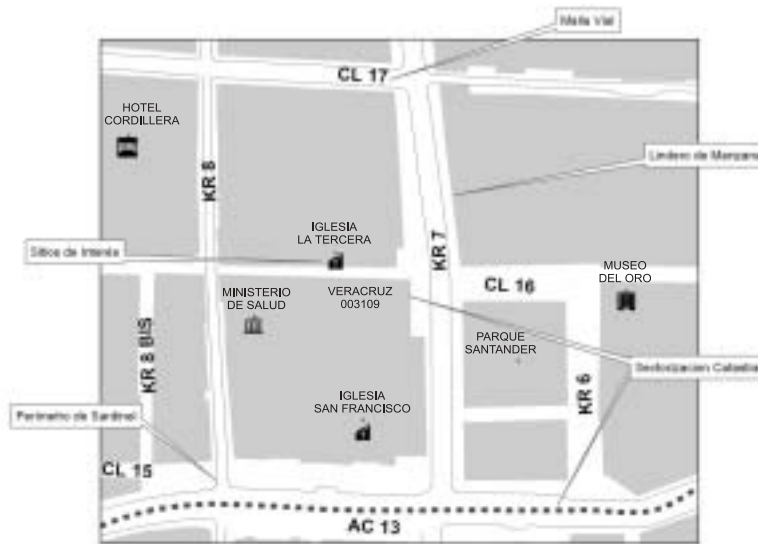 Malla Vial
CL 17
HOTEL
CORDILLERA
Lindero de Manzana
KR 8
IGLESIA
LA TERCERA
KR 7
Sitios de Interés
MUSEO
DEL ORO
CL 16
MINISTERIO
DE SALUD
VERACRUZ
003109
PARQUE
SANTANDER
KR 8 BIS
Sectorización
KR 6
IGLESIA
SAN FRANCISCO
Perímetro de Sardinel
CL 15
AC 13